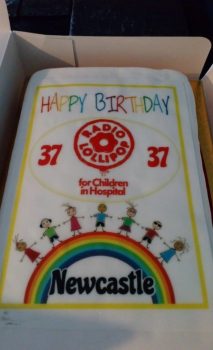 HAPPY BIRTHDAY
RADIO
LOLLIPOP
37 37
for Children
in Hospital
Newcastle